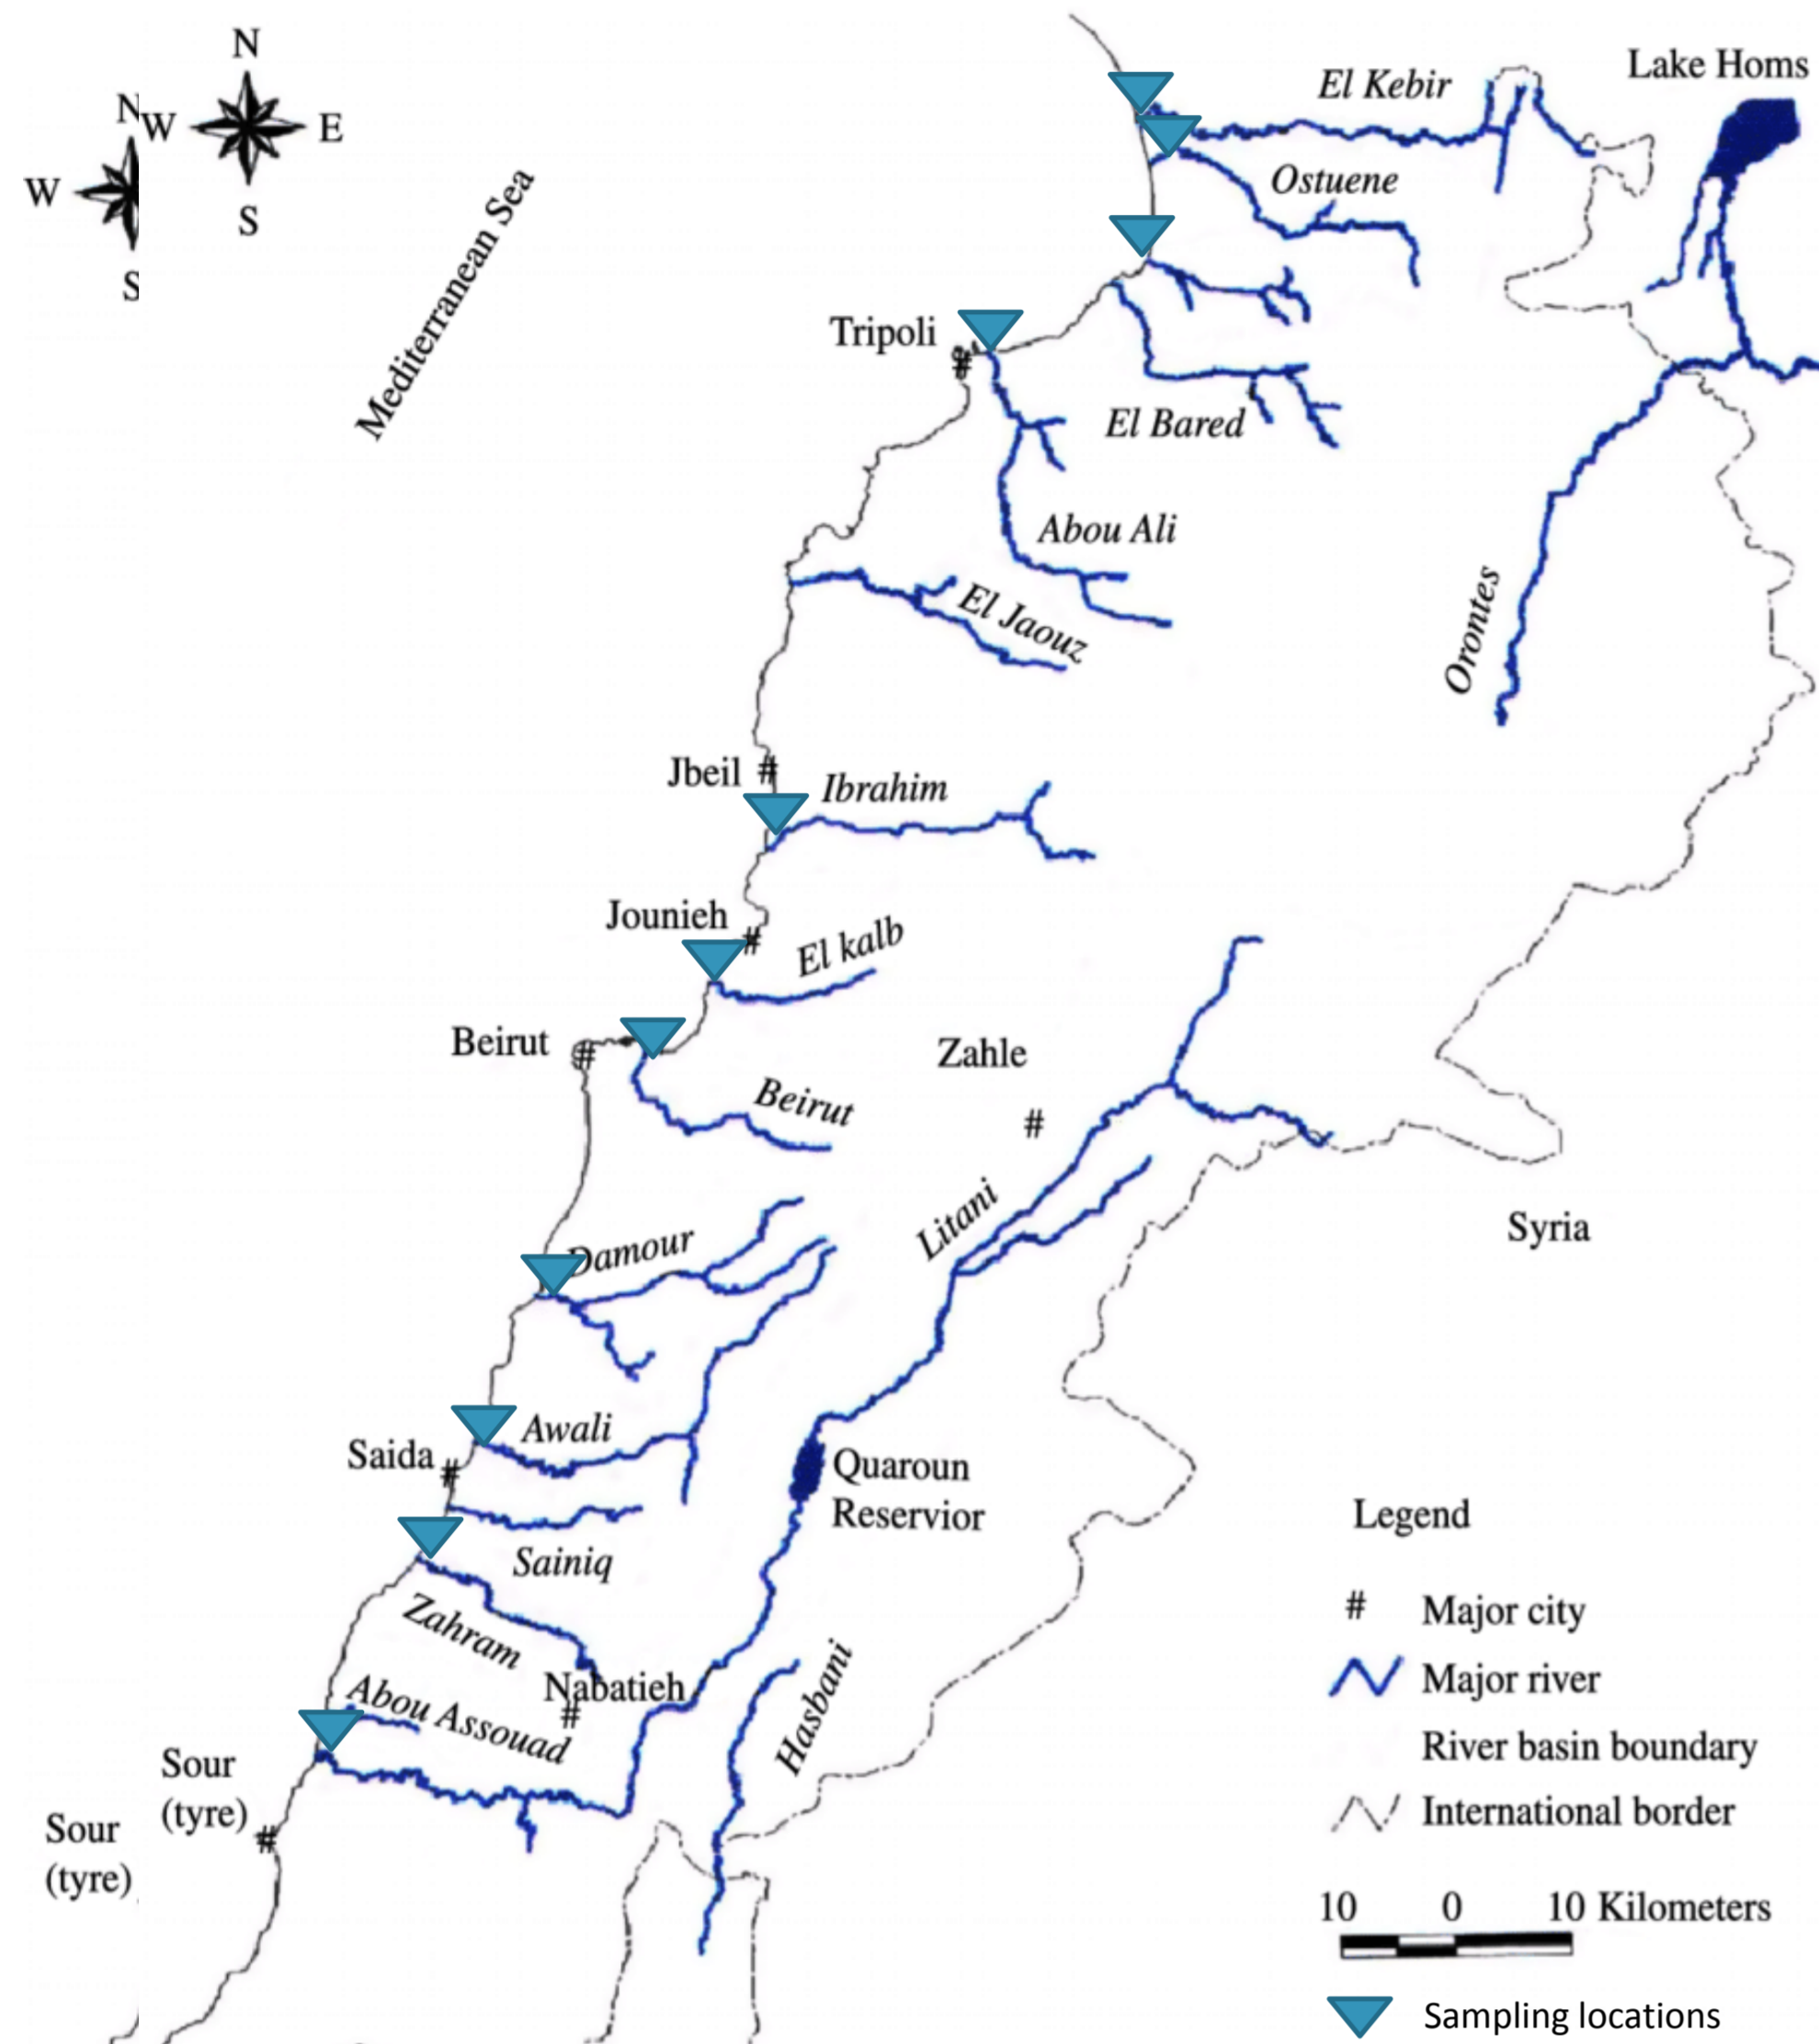 N
E
W
S
N
W
S
Mediterranean Sea
El Kebir
Lake Homs
Ostuene
Tripoli
#
El Bared
Abou Ali
El Jaouz
Orontes
Jbeil #
Ibrahim
Jounieh
#
El kalb
Beirut
#
Zahle
#
Beirut
Litani
Syria
Damour
Awali
Saida
#
Quaroun
Reservior
Sainiq
Zahram
Nabatieh
#
Hasbani
Abou Assouad
Sour
(tyre)
#
Sour
(tyre)
Legend
# Major city
Major river
River basin boundary
International border
10 0 10 Kilometers
Sampling locations